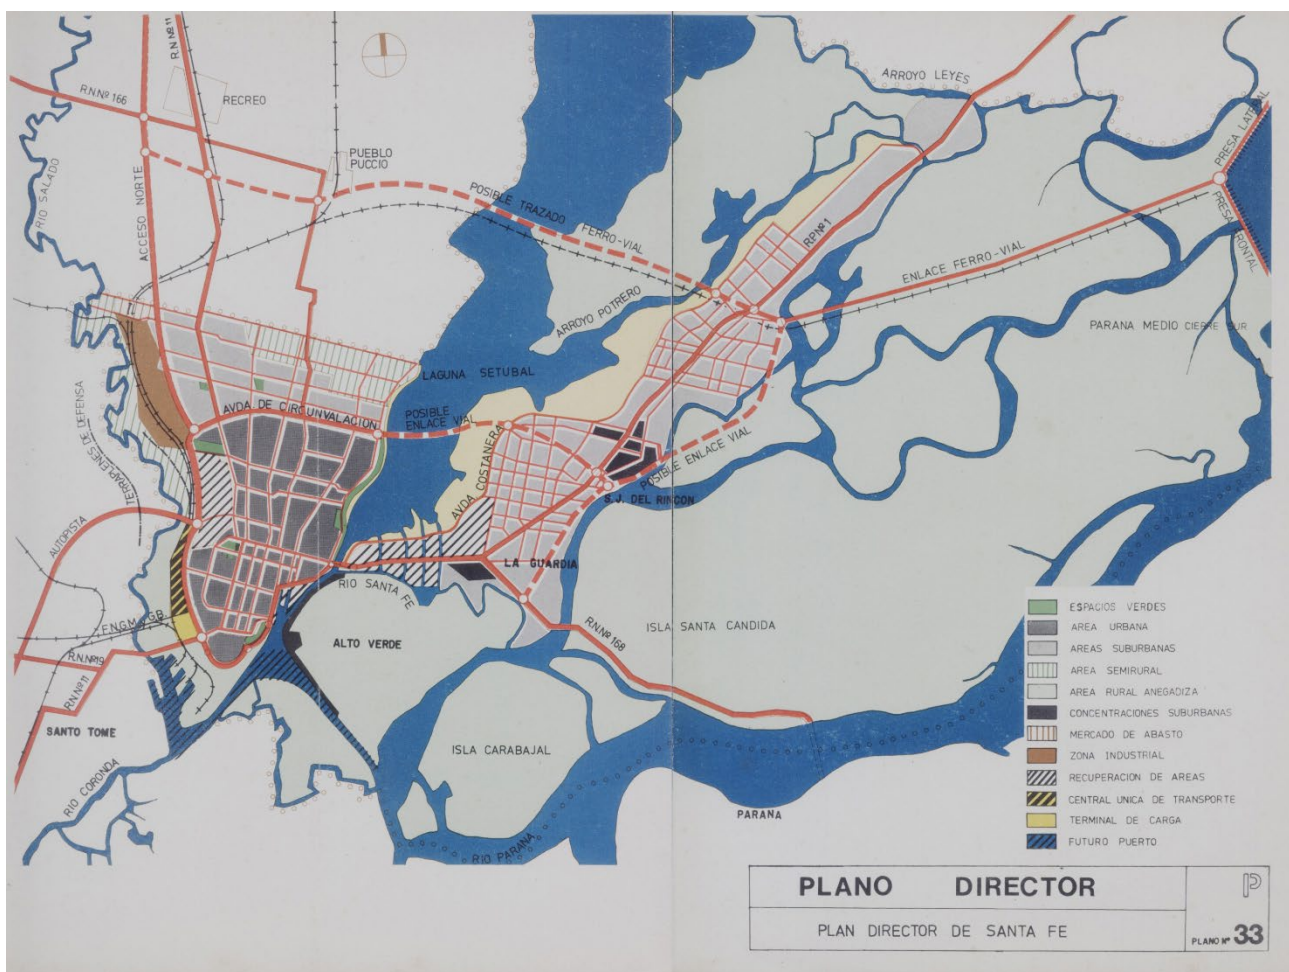 R.N.Nº11
R.N.Nº 166
RECREO
ARROYO LEYES
PRESA LATERAL
PUEBLO
PUCCIO
RIO SALADO
ACCESO NORTE
POSIBLE TRAZADO
FERRO-VIAL
R.P.Nº1
PRESA FRONTAL
ENLACE FERRO-VIAL
ARROYO POTRERO
PARANA MEDIO CIERRE SUR
LAGUNA SETUBAL
TERRAPLENES DE DEFENSA
AVDA. DE CIRCUNVALACION
POSIBLE
ENLACE VIAL
AVDA COSTANERA
POSIBLE ENLACE VIAL
S.J. DEL RINCON
AUTOPISTA
LA GUARDIA
RIO SANTA FE
F.N.G.M. y G.B.
ALTO VERDE
R.N.Nº 168
ISLA SANTA CANDIDA
R.N.Nº19
R.N.Nº11
SANTO TOME
ISLA CARABAJAL
RIO CORONDA
PARANA
RIO PARANA
ESPACIOS VERDES
AREA URBANA
AREAS SUBURBANAS
AREA SEMIRURAL
AREA RURAL ANEGADIZA
CONCENTRACIONES SUBURBANAS
MERCADO DE ABASTO
ZONA INDUSTRIAL
RECUPERACION DE AREAS
CENTRAL UNICA DE TRANSPORTE
TERMINAL DE CARGA
FUTURO PUERTO
PLANO DIRECTOR
PLAN DIRECTOR DE SANTA FE
PLANO Nº 33